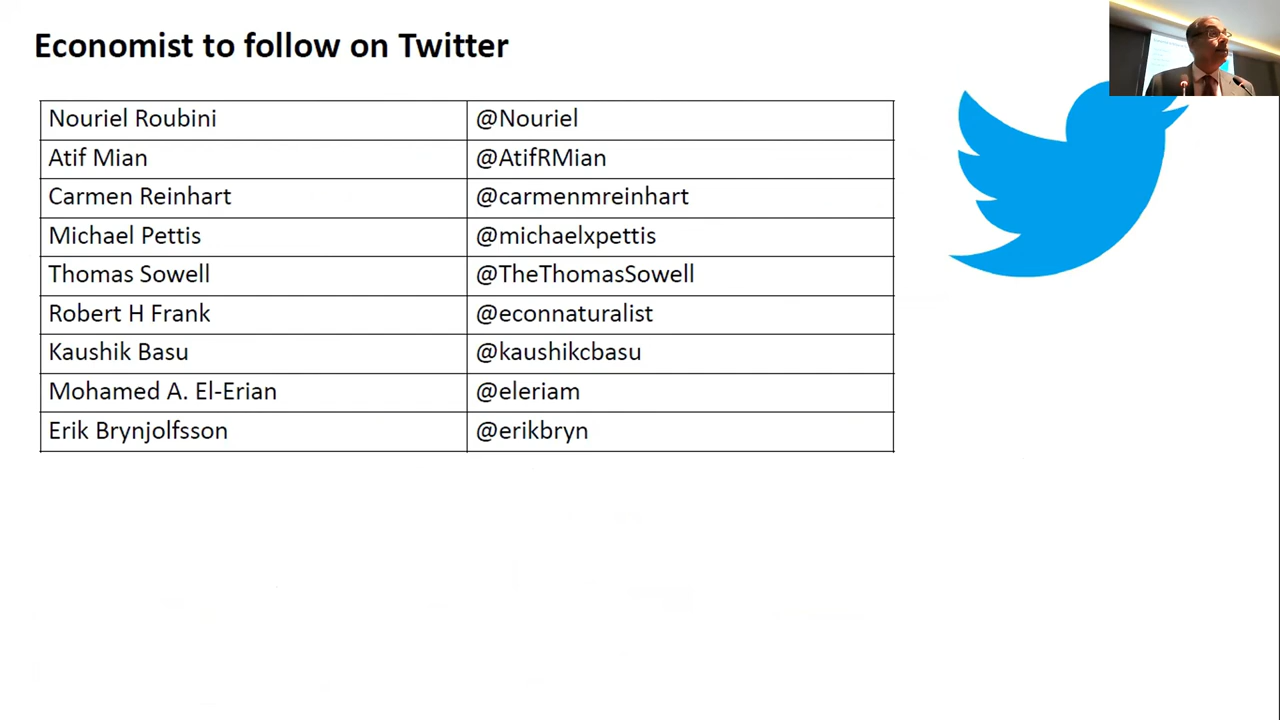 Economist to follow on Twitter
Nouriel Roubini @Nouriel
Atif Mian @AtifRMian
Carmen Reinhart @carmenmreinhart
Michael Pettis @michaelxpettis
Thomas Sowell @TheThomasSowell
Robert H Frank @econnaturalist
Kaushik Basu @kaushikcbasu
Mohamed A. El-Erian @eleriam
Erik Brynjolfsson @erikbryn